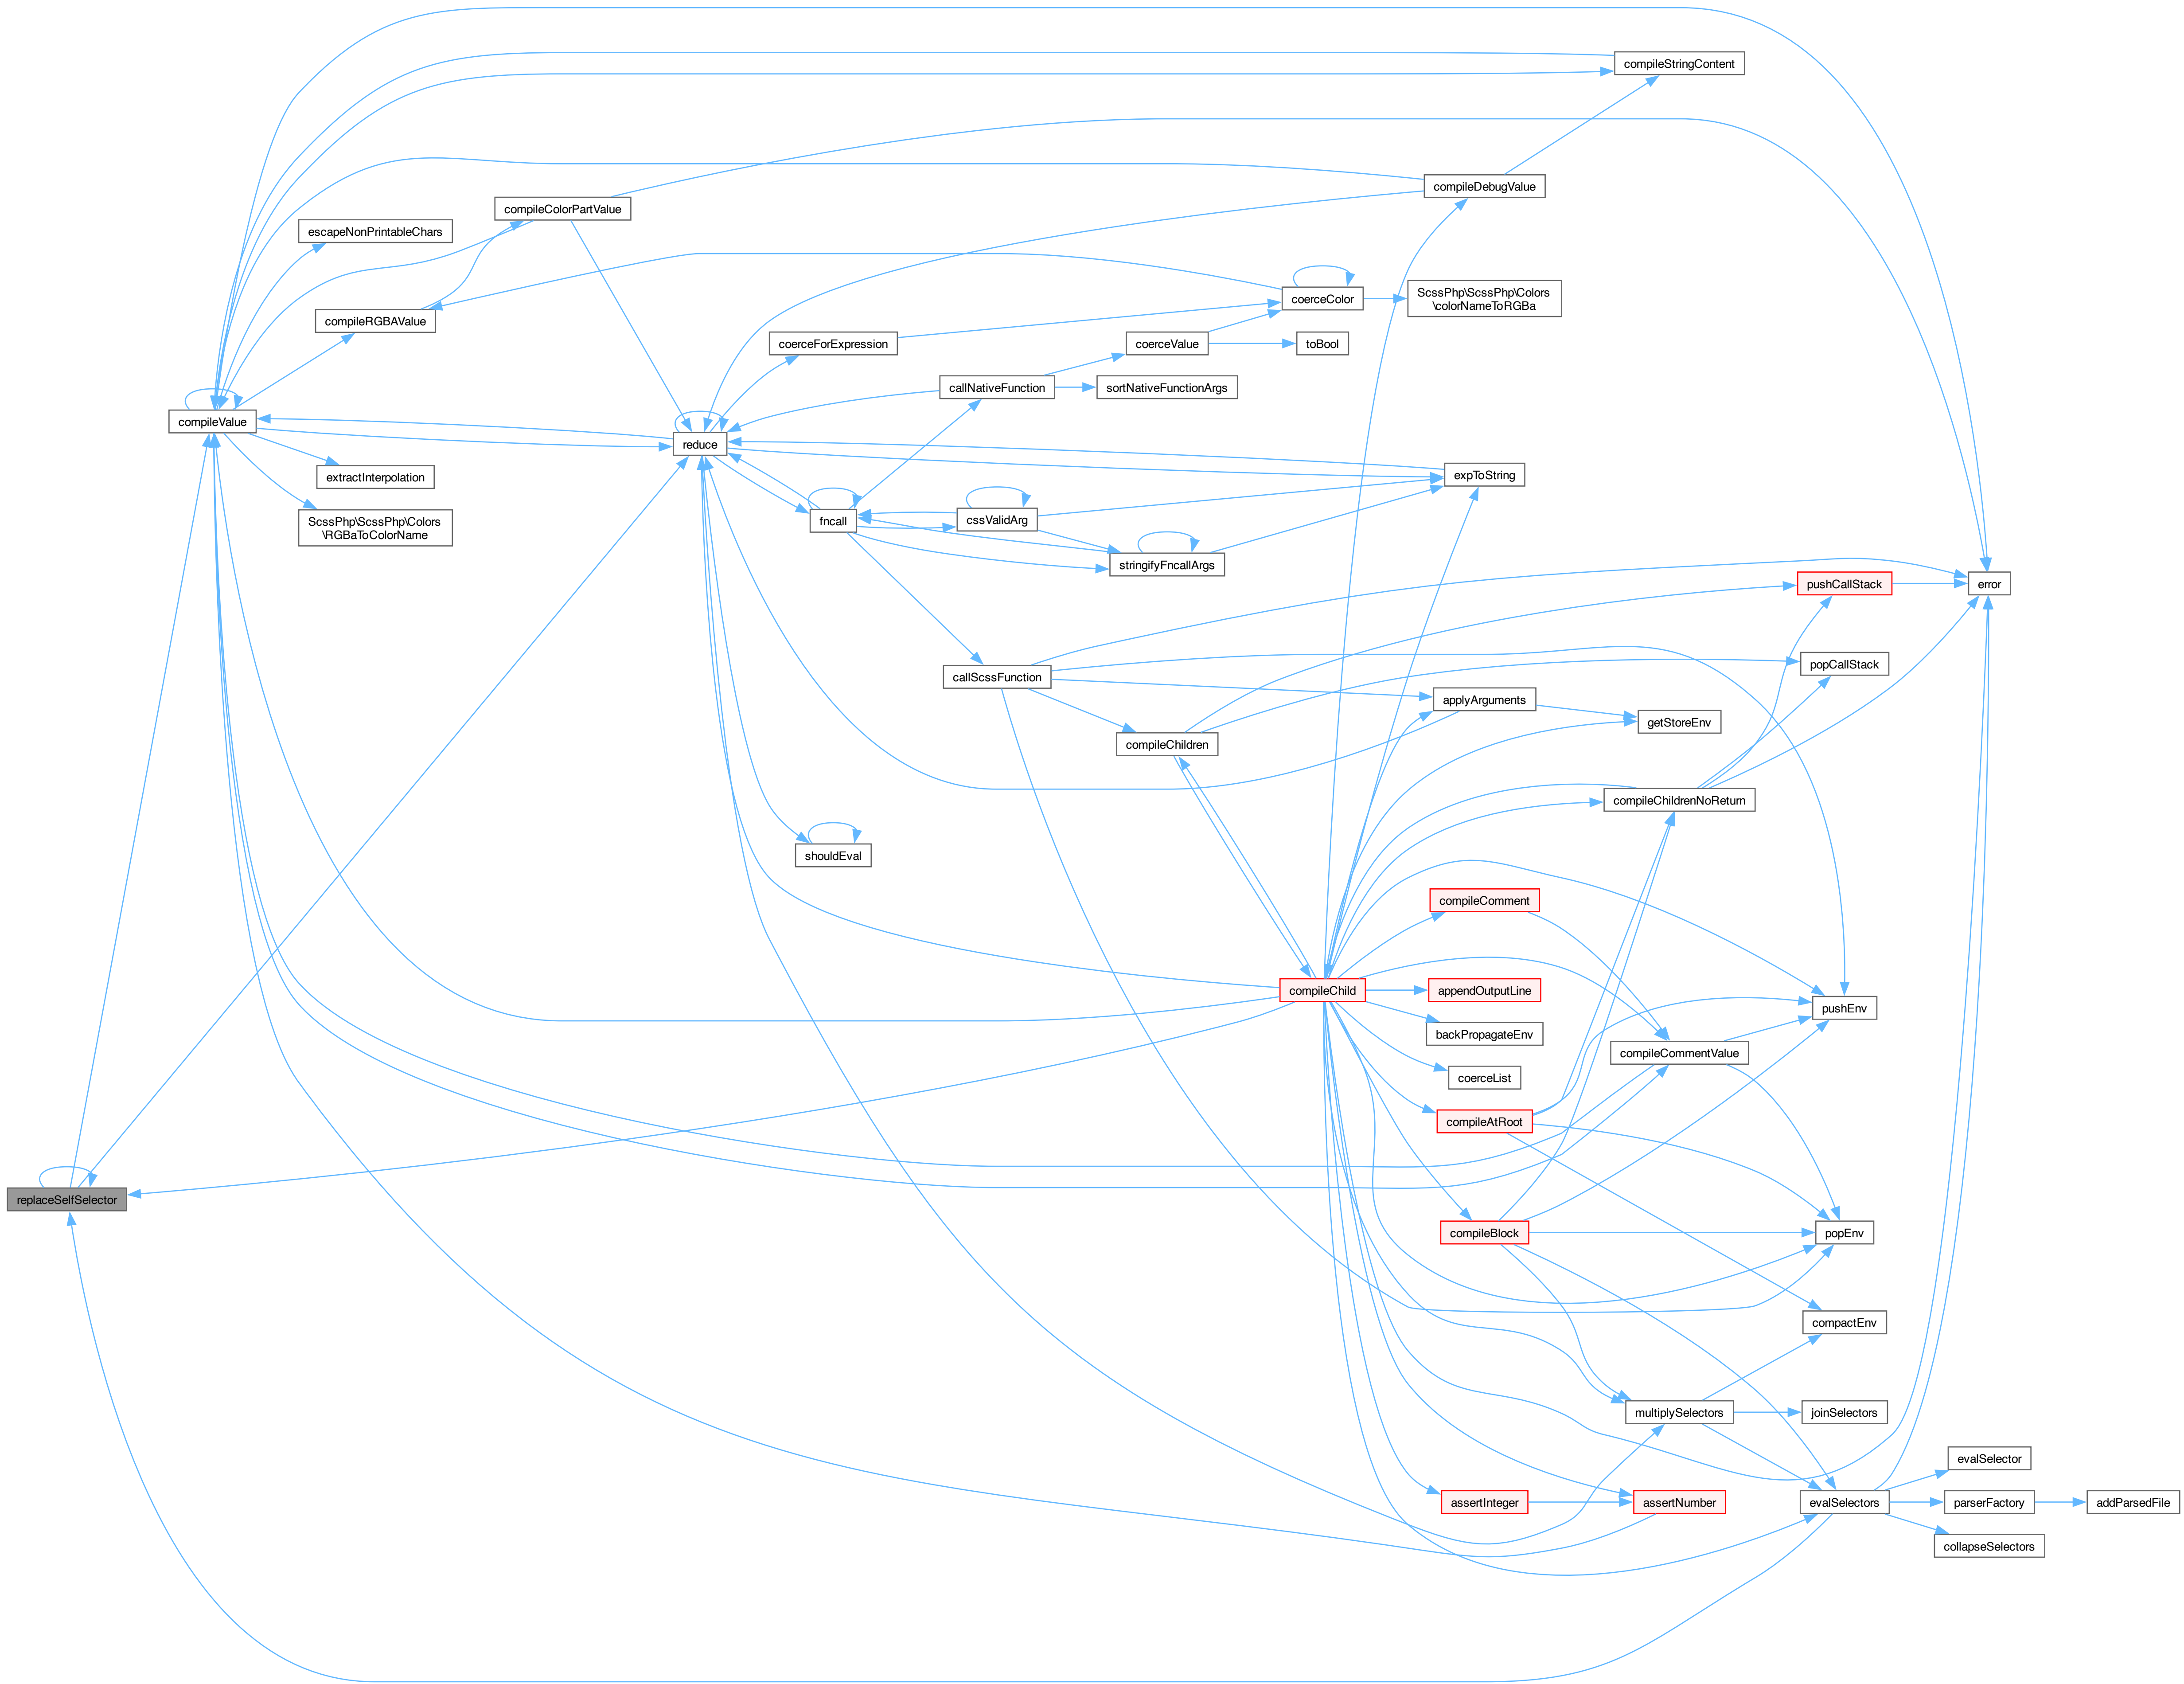 compileStringContent
compileDebugValue
compileColorPartValue
escapeNonPrintableChars
ScssPhp\ScssPhp\Colors
\colorNameToRGBa
coerceColor
compileRGBAValue
coerceForExpression
coerceValue
toBool
callNativeFunction
sortNativeFunctionArgs
compileValue
reduce
extractInterpolation
expToString
ScssPhp\ScssPhp\Colors
\RGBaToColorName
fncall
cssValidArg
stringifyFncallArgs
pushCallStack
error
popCallStack
callScssFunction
applyArguments
getStoreEnv
compileChildren
compileChildrenNoReturn
shouldEval
compileComment
compileChild
appendOutputLine
pushEnv
backPropagateEnv
compileCommentValue
coerceList
compileAtRoot
replaceSelfSelector
compileBlock
popEnv
compactEnv
multiplySelectors
joinSelectors
evalSelector
assertInteger
assertNumber
evalSelectors
parserFactory
addParsedFile
collapseSelectors